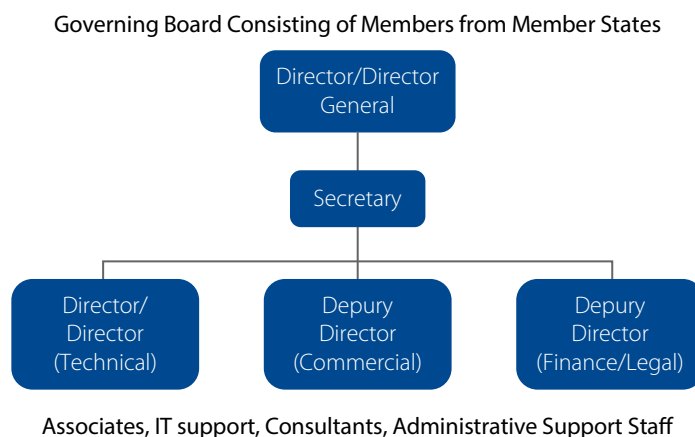 Governing Board Consisting of Members from Member States
Director/Director
General
Secretary
Director/
Director
(Technical)
Depury
Director
(Commercial)
Depury
Director
(Finance/Legal)
Associates, IT support, Consultants, Administrative Support Staff